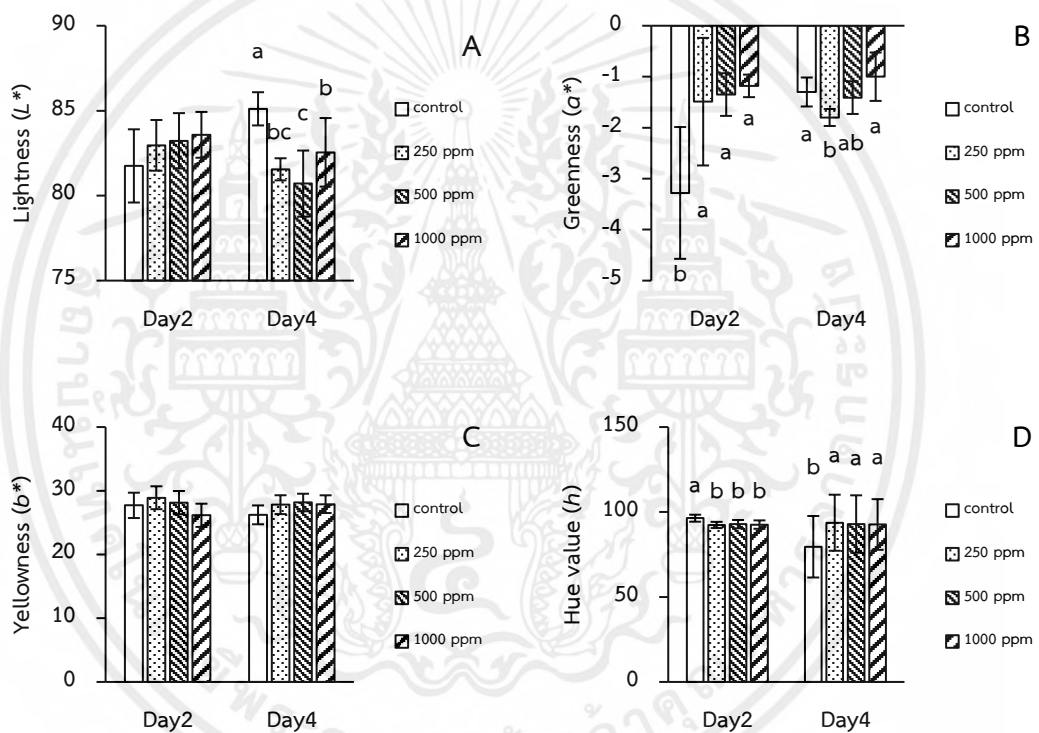 90
85
80
75
Lightness (L*)
A
a
bc
c
b
Day2
Day4
control
250 ppm
500 ppm
1000 ppm
0
-1
-2
-3
-4
-5
Greenness (a*)
B
b
a
a
a
a
b
ab
a
Day2
Day4
control
250 ppm
500 ppm
1000 ppm
40
30
20
10
0
Yellowness (b*)
C
Day2
Day4
control
250 ppm
500 ppm
1000 ppm
150
100
50
0
Hue value (h)
D
a
b
b
b
b
a
a
a
Day2
Day4
control
250 ppm
500 ppm
1000 ppm